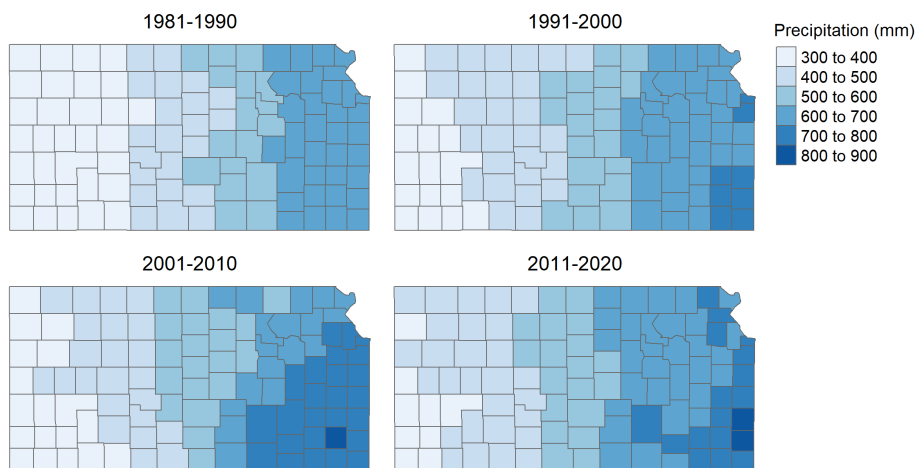 1981-1990
1991-2000
Precipitation (mm)
300 to 400
400 to 500
500 to 600
600 to 700
700 to 800
800 to 900
2001-2010
2011-2020